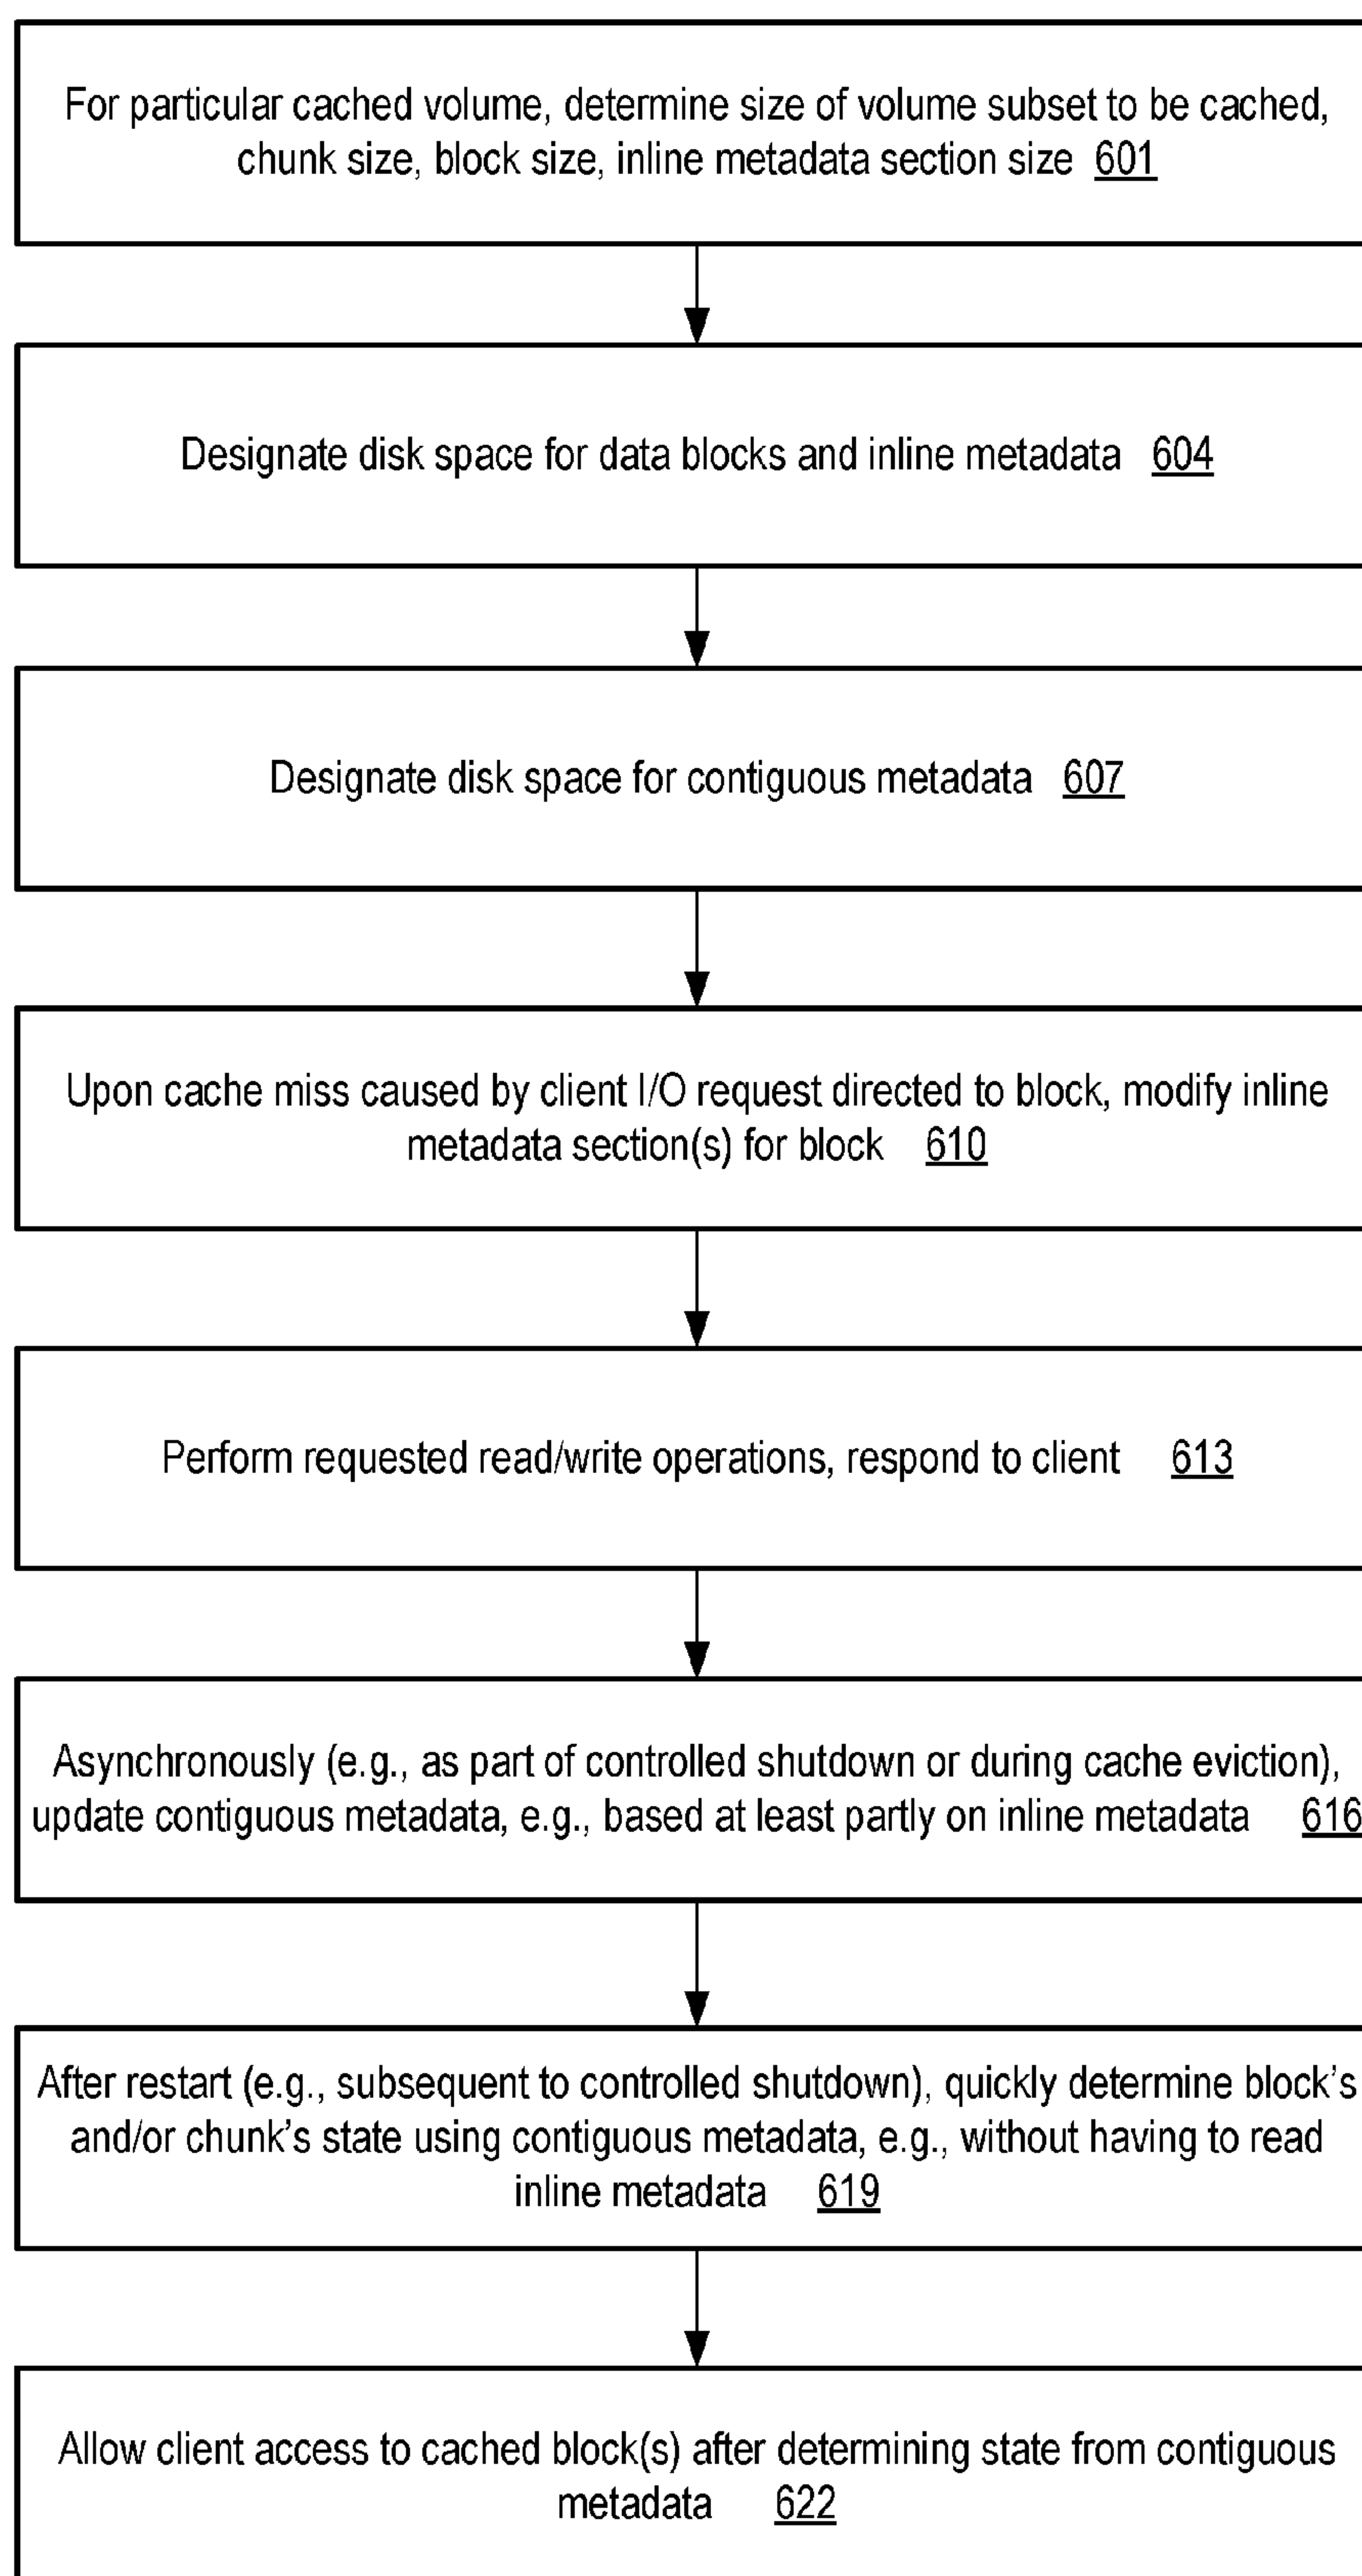 For particular cached volume, determine size of volume subset to be cached,
chunk size, block size, inline metadata section size 601
Designate disk space for data blocks and inline metadata 604
Designate disk space for contiguous metadata 607
Upon cache miss caused by client I/O request directed to block, modify inline
metadata section(s) for block 610
Perform requested read/write operations, respond to client 613
Asynchronously (e.g., as part of controlled shutdown or during cache eviction),
update contiguous metadata, e.g., based at least partly on inline metadata 616
After restart (e.g., subsequent to controlled shutdown), quickly determine block’s
and/or chunk’s state using contiguous metadata, e.g., without having to read
inline metadata 619
Allow client access to cached block(s) after determining state from contiguous
metadata 622